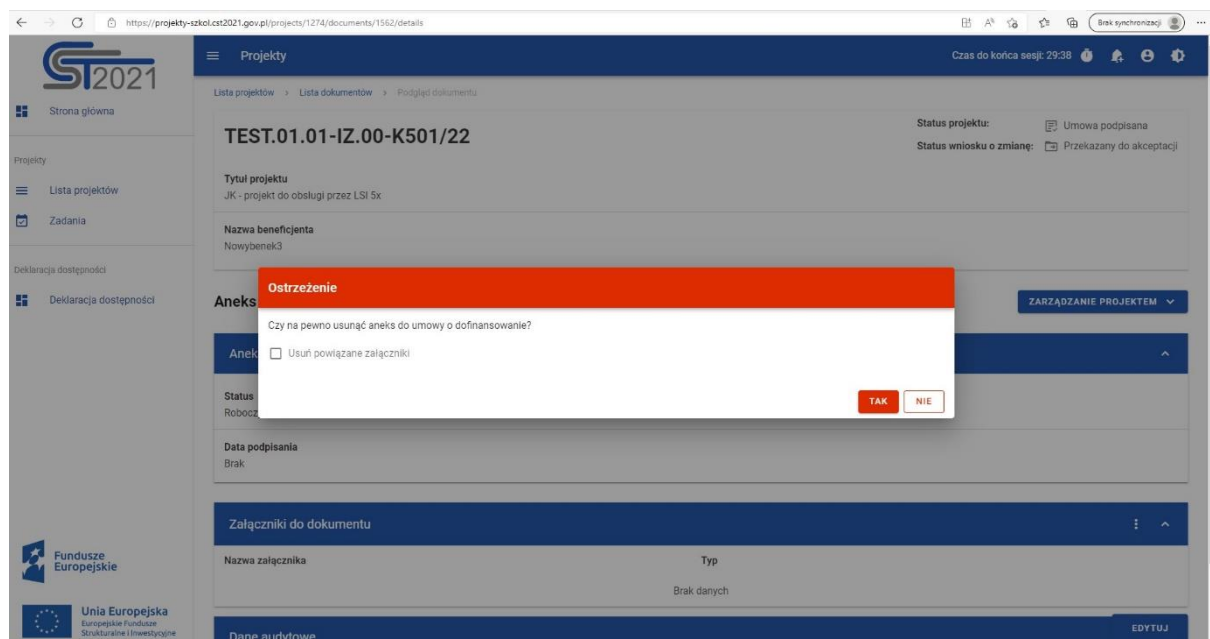 https://projekty-szkol.cst2021.gov.pl/projects/1274/documents/1562/details
Brak synchronizacji
ST2021
Projekty
Czas do końca sesji: 29:38
Strona główna
Projekty
Lista projektów
Zadania
Deklaracja dostępności
Deklaracja dostępności
Lista projektów > Lista dokumentów > Podgląd dokumentu
TEST.01.01-IZ.00-K501/22
Status projektu: Umowa podpisana
Status wniosku o zmianę: Przekazany do akceptacji
Tytuł projektu
JK - projekt do obsługi przez LSI 5x
Nazwa beneficjenta
Nowybenek3
Aneks
ZARZĄDZANIE PROJEKTEM
Ostrzeżenie
Czy na pewno usunąć aneks do umowy o dofinansowanie?
Usuń powiązane załączniki
TAK NIE
Anek
Status
Robocz
Data podpisania
Brak
Załączniki do dokumentu
Nazwa załącznika Typ
Brak danych
Dane audytowe
EDYTUJ
Fundusze
Europejskie
Unia Europejska
Europejskie Fundusze
Strukturalne i Inwestycyjne